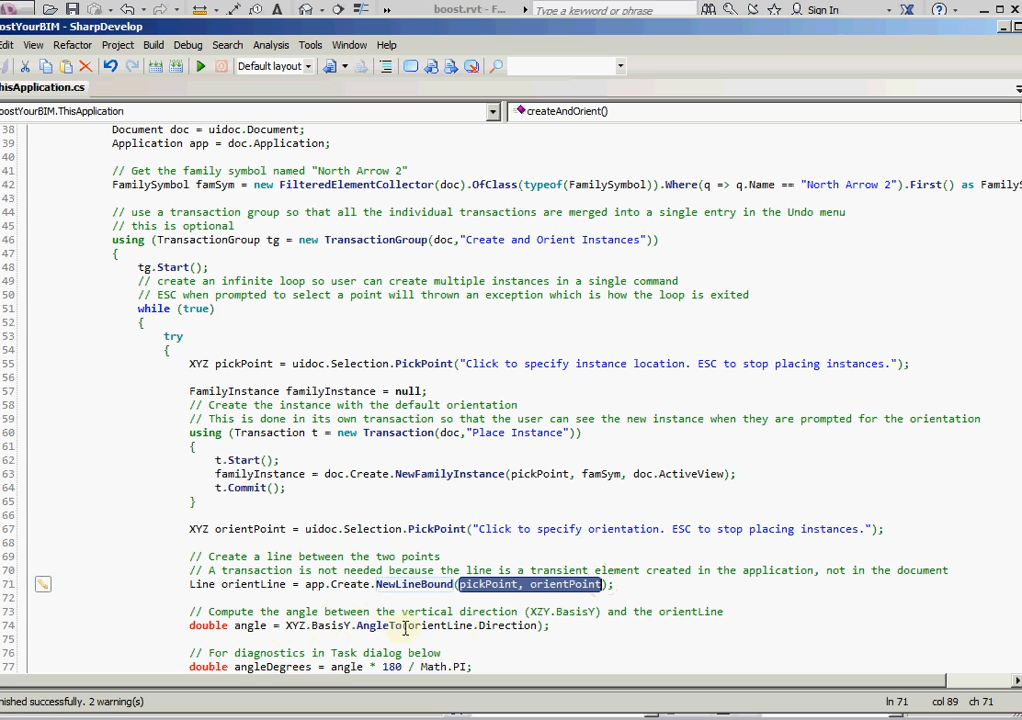 boost.rvt - F...
Type a keyword or phrase
Sign In
ostYourBIM - SharpDevelop
Edit View Refactor Project Build Debug Search Analysis Tools Window Help
Default layout
hisApplication.cs
oostYourBIM.ThisApplication
createAndOrient()
38 Document doc = uidoc.Document;
39 Application app = doc.Application;
40
41 // Get the family symbol named "North Arrow 2"
42 FamilySymbol famSym = new FilteredElementCollector(doc).OfClass(typeof(FamilySymbol)).Where(q => q.Name == "North Arrow 2").First() as FamilyS
43
44 // use a transaction group so that all the individual transactions are merged into a single entry in the Undo menu
45 // this is optional
46 using (TransactionGroup tg = new TransactionGroup(doc,"Create and Orient Instances"))
47 {
48 tg.Start();
49 // create an infinite loop so user can create multiple instances in a single command
50 // ESC when prompted to select a point will thrown an exception which is how the loop is exited
51 while (true)
52 {
53 try
54 {
55 XYZ pickPoint = uidoc.Selection.PickPoint("Click to specify instance location. ESC to stop placing instances.");
56
57 FamilyInstance familyInstance = null;
58 // Create the instance with the default orientation
59 // This is done in its own transaction so that the user can see the new instance when they are prompted for the orientation
60 using (Transaction t = new Transaction(doc,"Place Instance"))
61 {
62 t.Start();
63 familyInstance = doc.Create.NewFamilyInstance(pickPoint, famSym, doc.ActiveView);
64 t.Commit();
65 }
66
67 XYZ orientPoint = uidoc.Selection.PickPoint("Click to specify orientation. ESC to stop placing instances.");
68
69 // Create a line between the two points
70 // A transaction is not needed because the line is a transient element created in the application, not in the document
71 Line orientLine = app.Create.NewLineBound(pickPoint, orientPoint);
72
73 // Compute the angle between the vertical direction (XZY.BasisY) and the orientLine
74 double angle = XYZ.BasisY.AngleTo(orientLine.Direction);
75
76 // For diagnostics in Task dialog below
77 double angleDegrees = angle * 180 / Math.PI;
nished successfully. 2 warning(s)
ln 71 col 89 ch 71